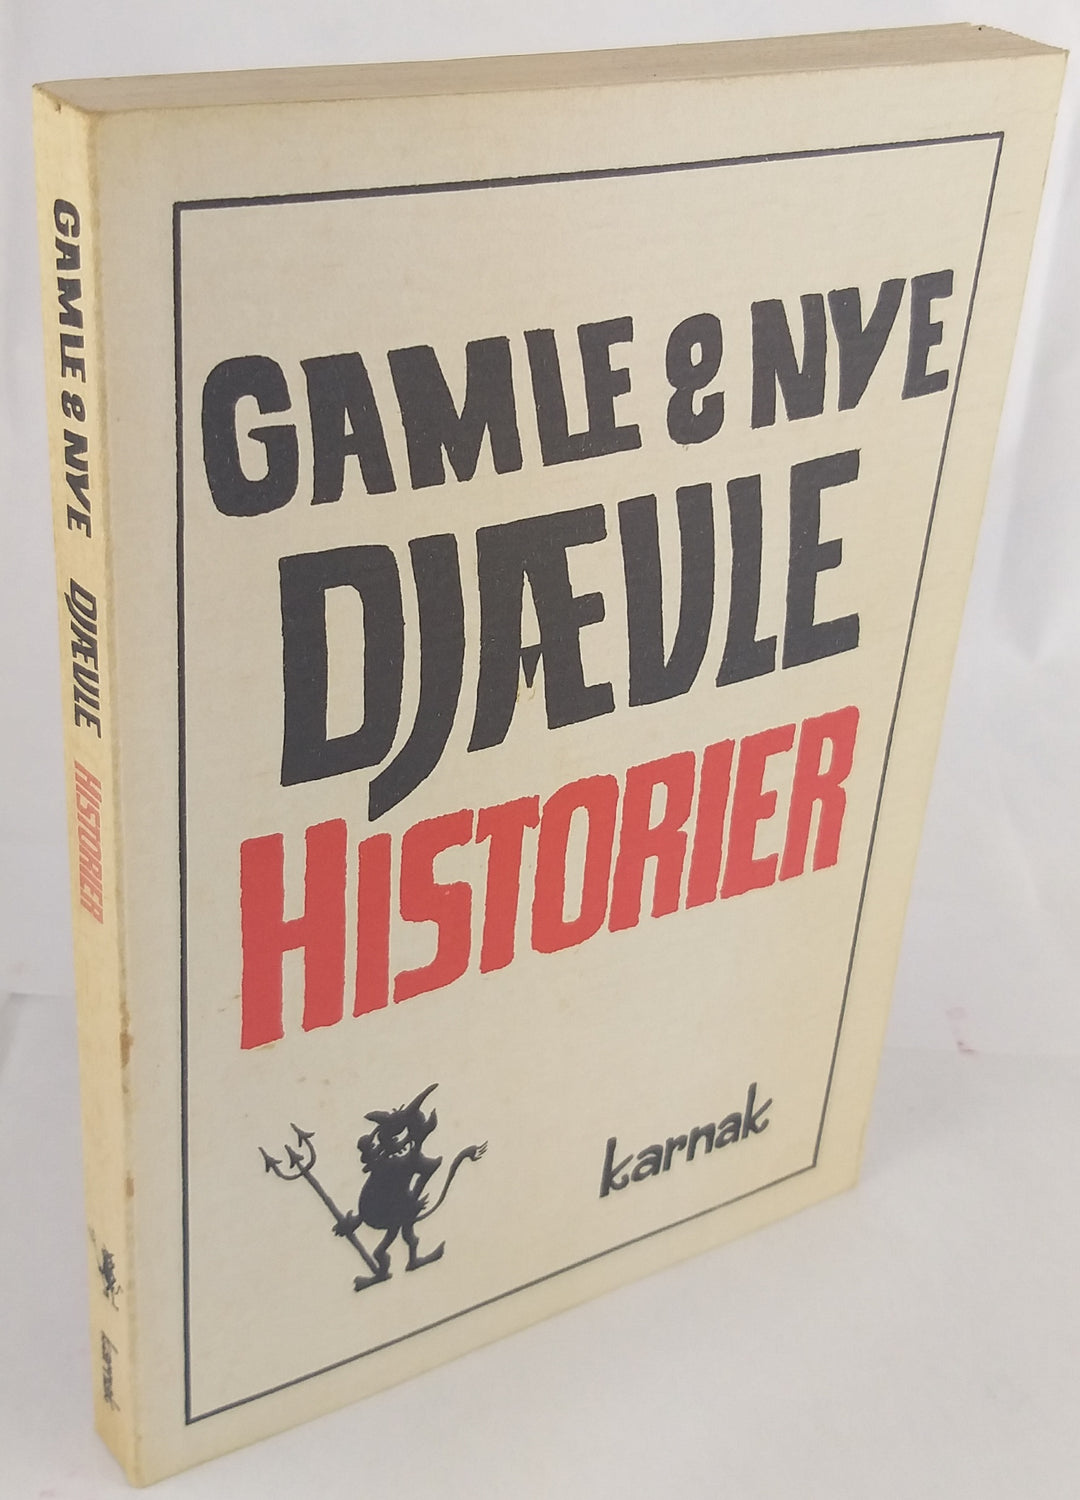 GAMLE & NYE
DJÆVLE
HISTORIER
karnak
GAMLE & NYE DJÆVLE HISTORIER karnak